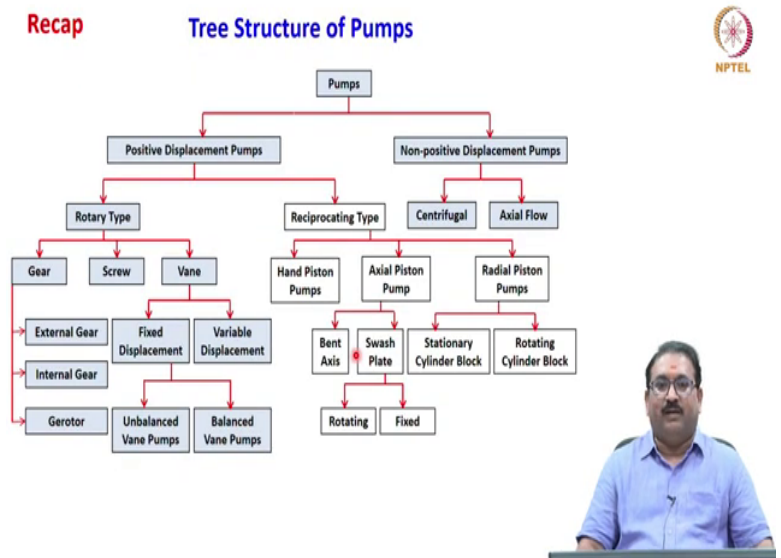 Recap
Tree Structure of Pumps
NPTEL
Pumps
Positive Displacement Pumps
Non-positive Displacement Pumps
Rotary Type
Reciprocating Type
Centrifugal
Axial Flow
Gear
Screw
Vane
Hand Piston
Pumps
Axial Piston
Pump
Radial Piston
Pumps
External Gear
Internal Gear
Gerotor
Fixed
Displacement
Variable
Displacement
Bent
Axis
Swash
Plate
Stationary
Cylinder Block
Rotating
Cylinder Block
Unbalanced
Vane Pumps
Balanced
Vane Pumps
Rotating
Fixed